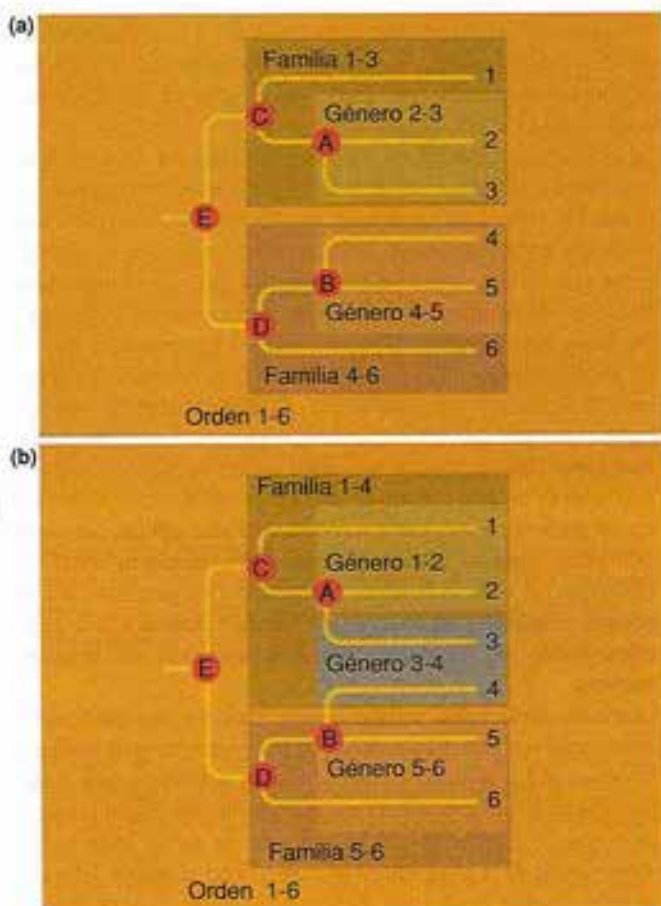 (a)
Familia 1-3
1
C
Género 2-3
A
2
3
E
4
B
5
Género 4-5
D
6
Familia 4-6
Orden 1-6
(b)
Familia 1-4
1
C
Género 1-2
A
2
3
E
Género 3-4
4
B
5
Género 5-6
D
6
Familia 5-6
Orden 1-6